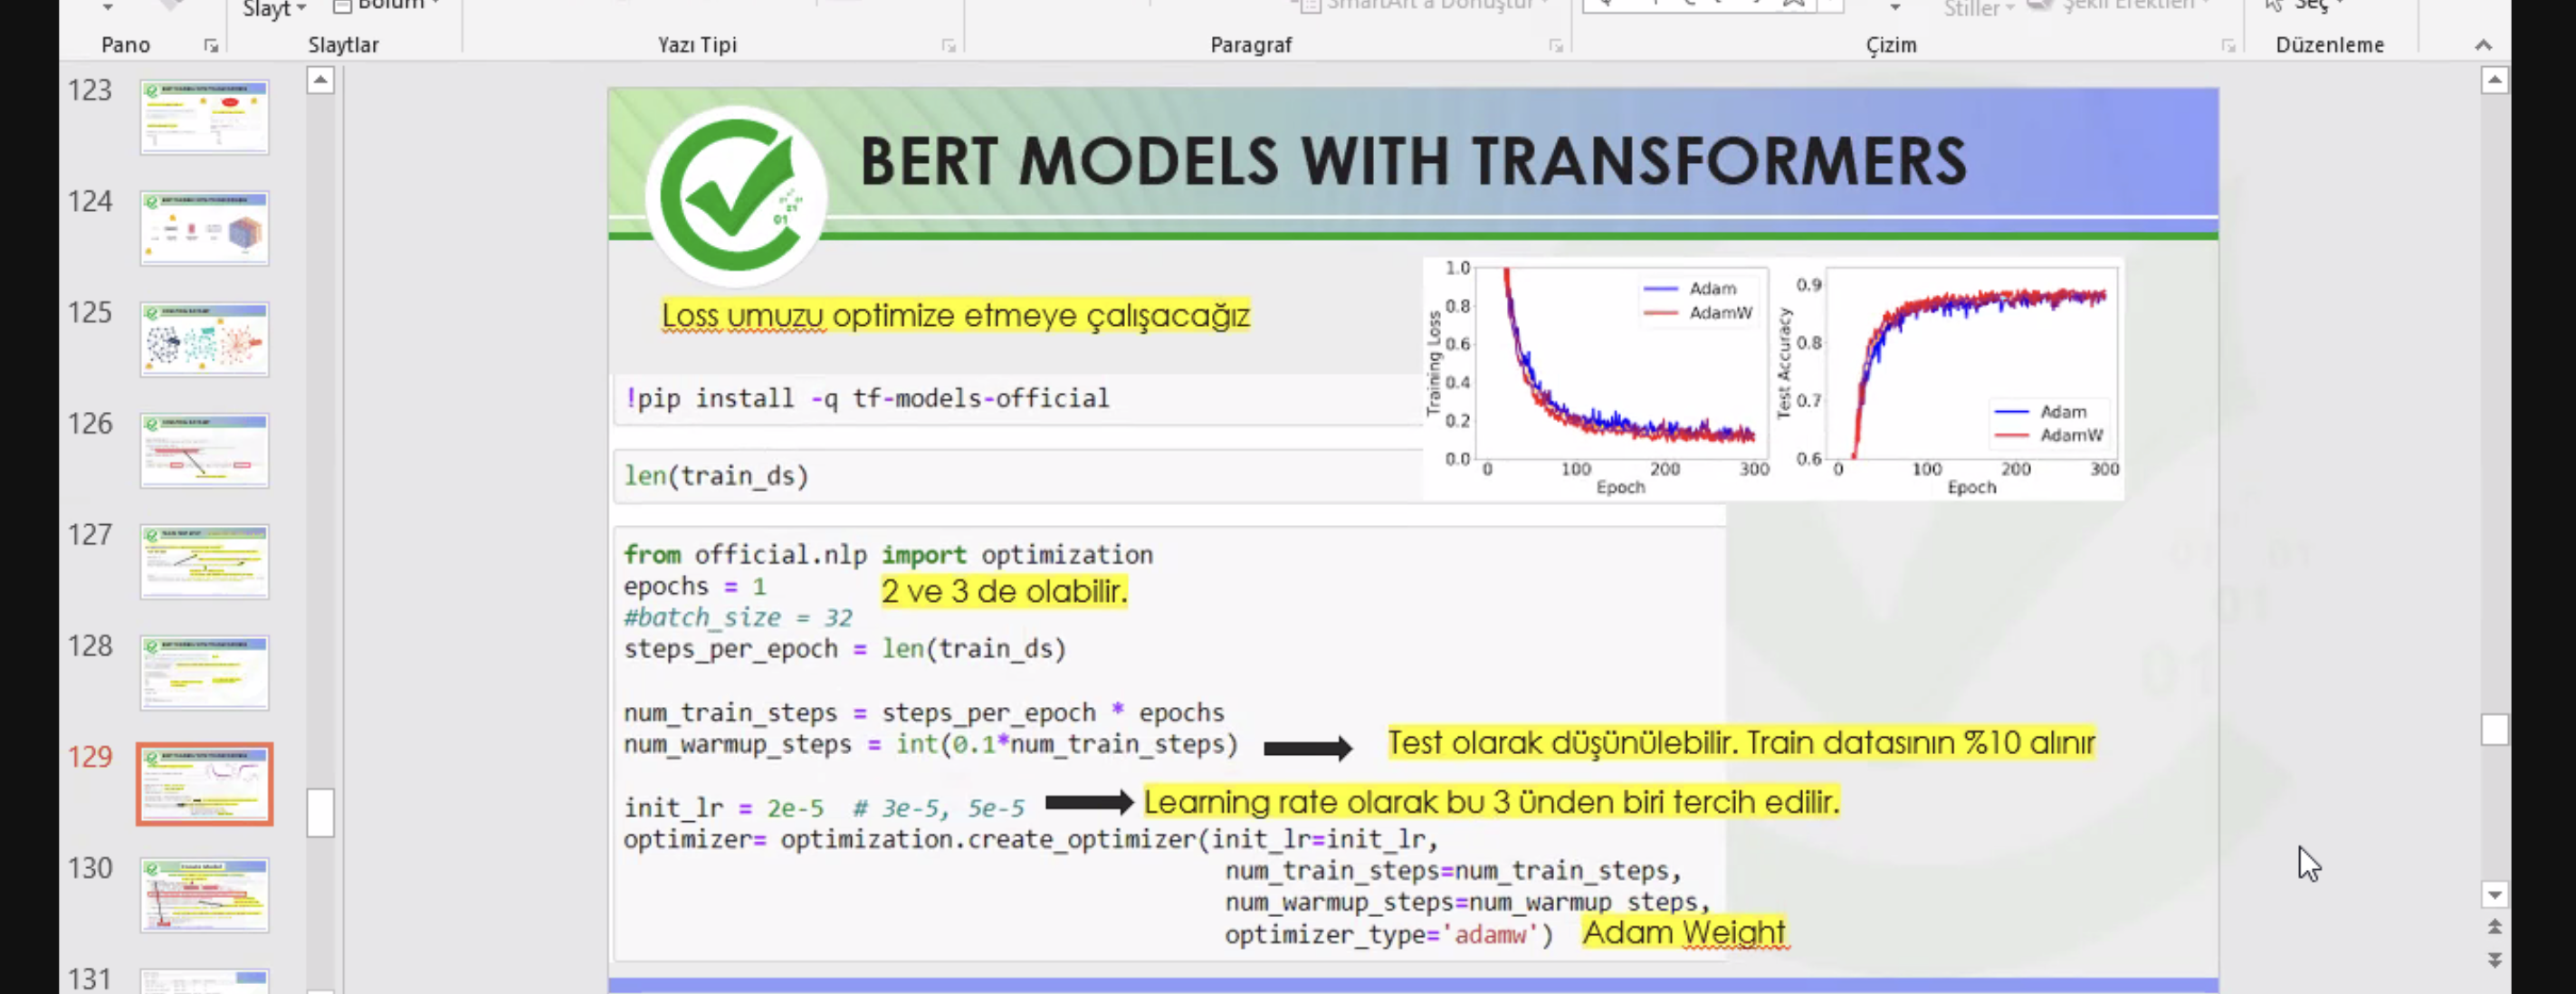 Slayt
Bölüm
SmartArt'a Dönüştür
Stiller
Şekil Efektleri
Seç
Pano
Slaytlar
Yazı Tipi
Paragraf
Çizim
Düzenleme
123
124
125
126
127
128
129
130
131
BERT MODELS WITH TRANSFORMERS
01
Loss umuzu optimize etmeye çalışacağız
!pip install -q tf-models-official
len(train_ds)
Training Loss
1.0
0.8
0.6
0.4
0.2
0.0
0 100 200 300
Epoch
Adam
AdamW
Test Accuracy
0.9
0.8
0.7
0.6
0 100 200 300
Epoch
Adam
AdamW
from official.nlp import optimization
epochs = 1
2 ve 3 de olabilir.
#batch_size = 32
steps_per_epoch = len(train_ds)
num_train_steps = steps_per_epoch * epochs
num_warmup_steps = int(0.1*num_train_steps)
Test olarak düşünülebilir. Train datasının %10 alınır
init_lr = 2e-5 # 3e-5, 5e-5
Learning rate olarak bu 3 ünden biri tercih edilir.
optimizer= optimization.create_optimizer(init_lr=init_lr,
num_train_steps=num_train_steps,
num_warmup_steps=num_warmup_steps,
optimizer_type='adamw')
Adam Weight